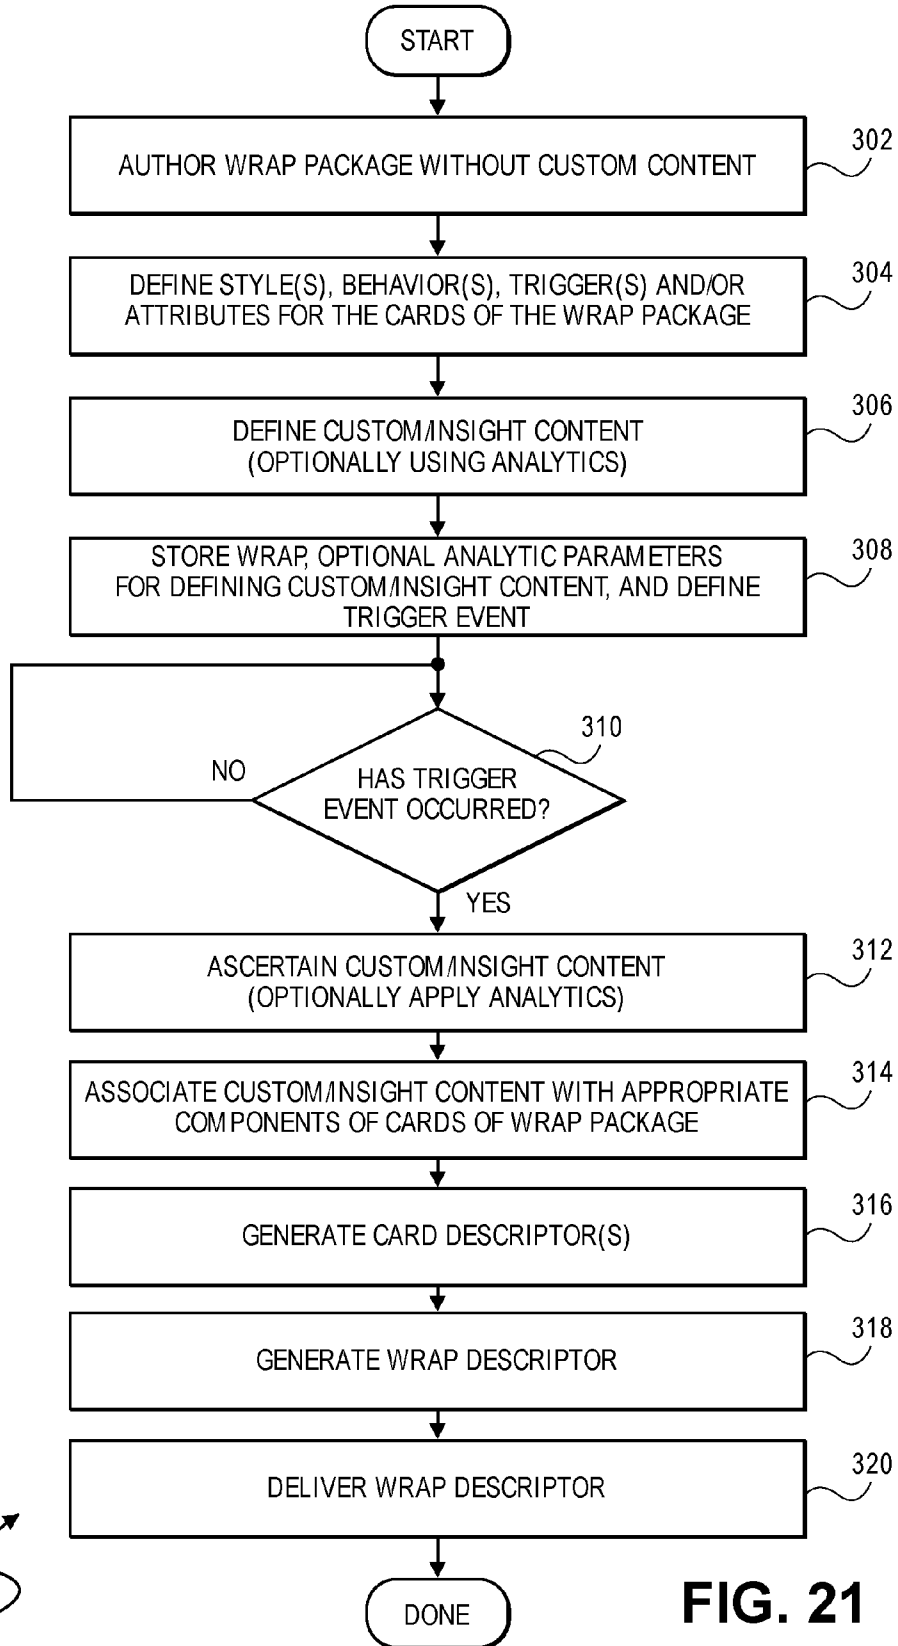 START
AUTHOR WRAP PACKAGE WITHOUT CUSTOM CONTENT
302
DEFINE STYLE(S), BEHAVIOR(S), TRIGGER(S) AND/OR
ATTRIBUTES FOR THE CARDS OF THE WRAP PACKAGE
304
DEFINE CUSTOM/INSIGHT CONTENT
(OPTIONALLY USING ANALYTICS)
306
STORE WRAP, OPTIONAL ANALYTIC PARAMETERS
FOR DEFINING CUSTOM/INSIGHT CONTENT, AND DEFINE
TRIGGER EVENT
308
HAS TRIGGER
EVENT OCCURRED?
310
NO
YES
ASCERTAIN CUSTOM/INSIGHT CONTENT
(OPTIONALLY APPLY ANALYTICS)
312
ASSOCIATE CUSTOM/INSIGHT CONTENT WITH APPROPRIATE
COMPONENTS OF CARDS OF WRAP PACKAGE
314
GENERATE CARD DESCRIPTOR(S)
316
GENERATE WRAP DESCRIPTOR
318
DELIVER WRAP DESCRIPTOR
320
DONE
FIG. 21